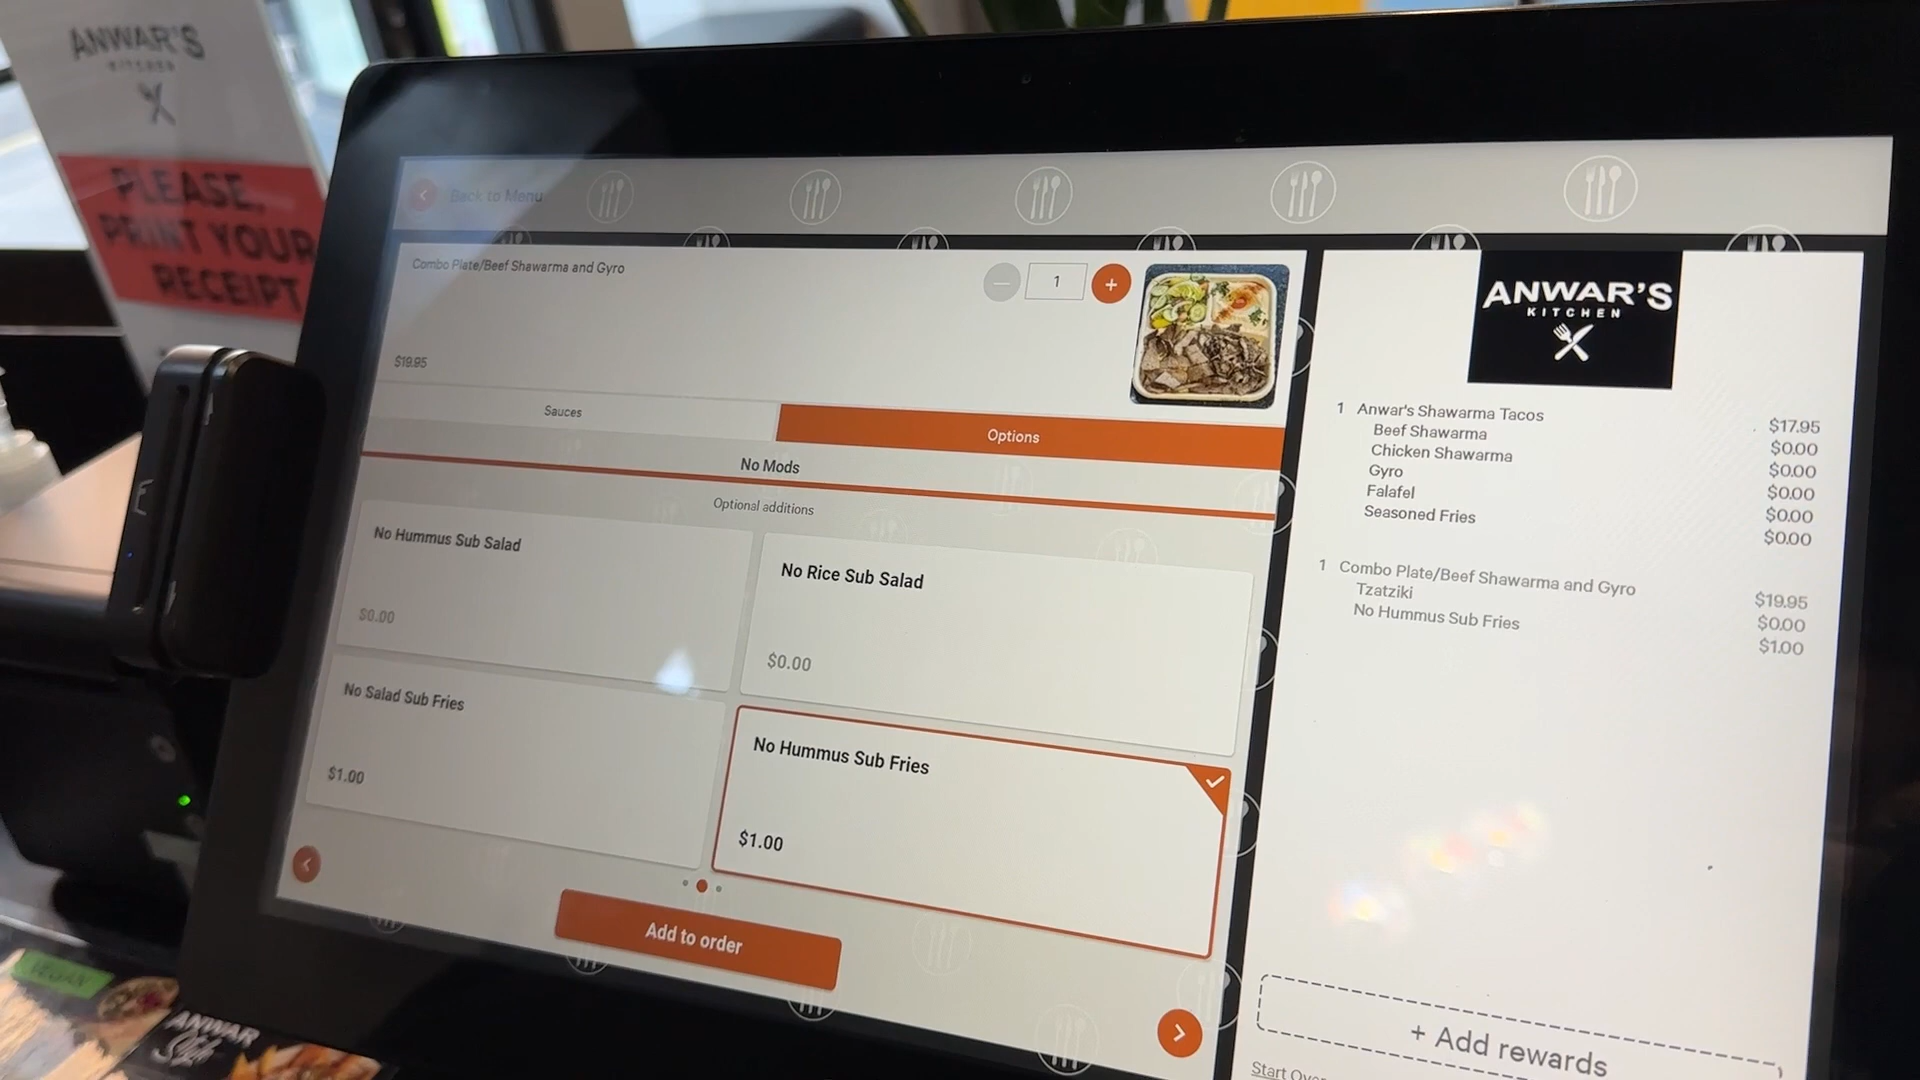 ANWAR'S
KITCHEN
PLEASE,
PRINT YOUR
RECEIPT
Back to Menu
Combo Plate/Beef Shawarma and Gyro
1
$19.95
Sauces
Options
No Mods
Optional additions
No Hummus Sub Salad
$0.00
No Rice Sub Salad
$0.00
No Salad Sub Fries
$1.00
No Hummus Sub Fries
$1.00
Add to order
ANWAR'S
KITCHEN
1 Anwar's Shawarma Tacos $17.95
Beef Shawarma $0.00
Chicken Shawarma $0.00
Gyro $0.00
Falafel $0.00
Seasoned Fries $0.00
1 Combo Plate/Beef Shawarma and Gyro $19.95
Tzatziki $0.00
No Hummus Sub Fries $1.00
+ Add rewards
Start Over
VEGAN
ANWAR
Style